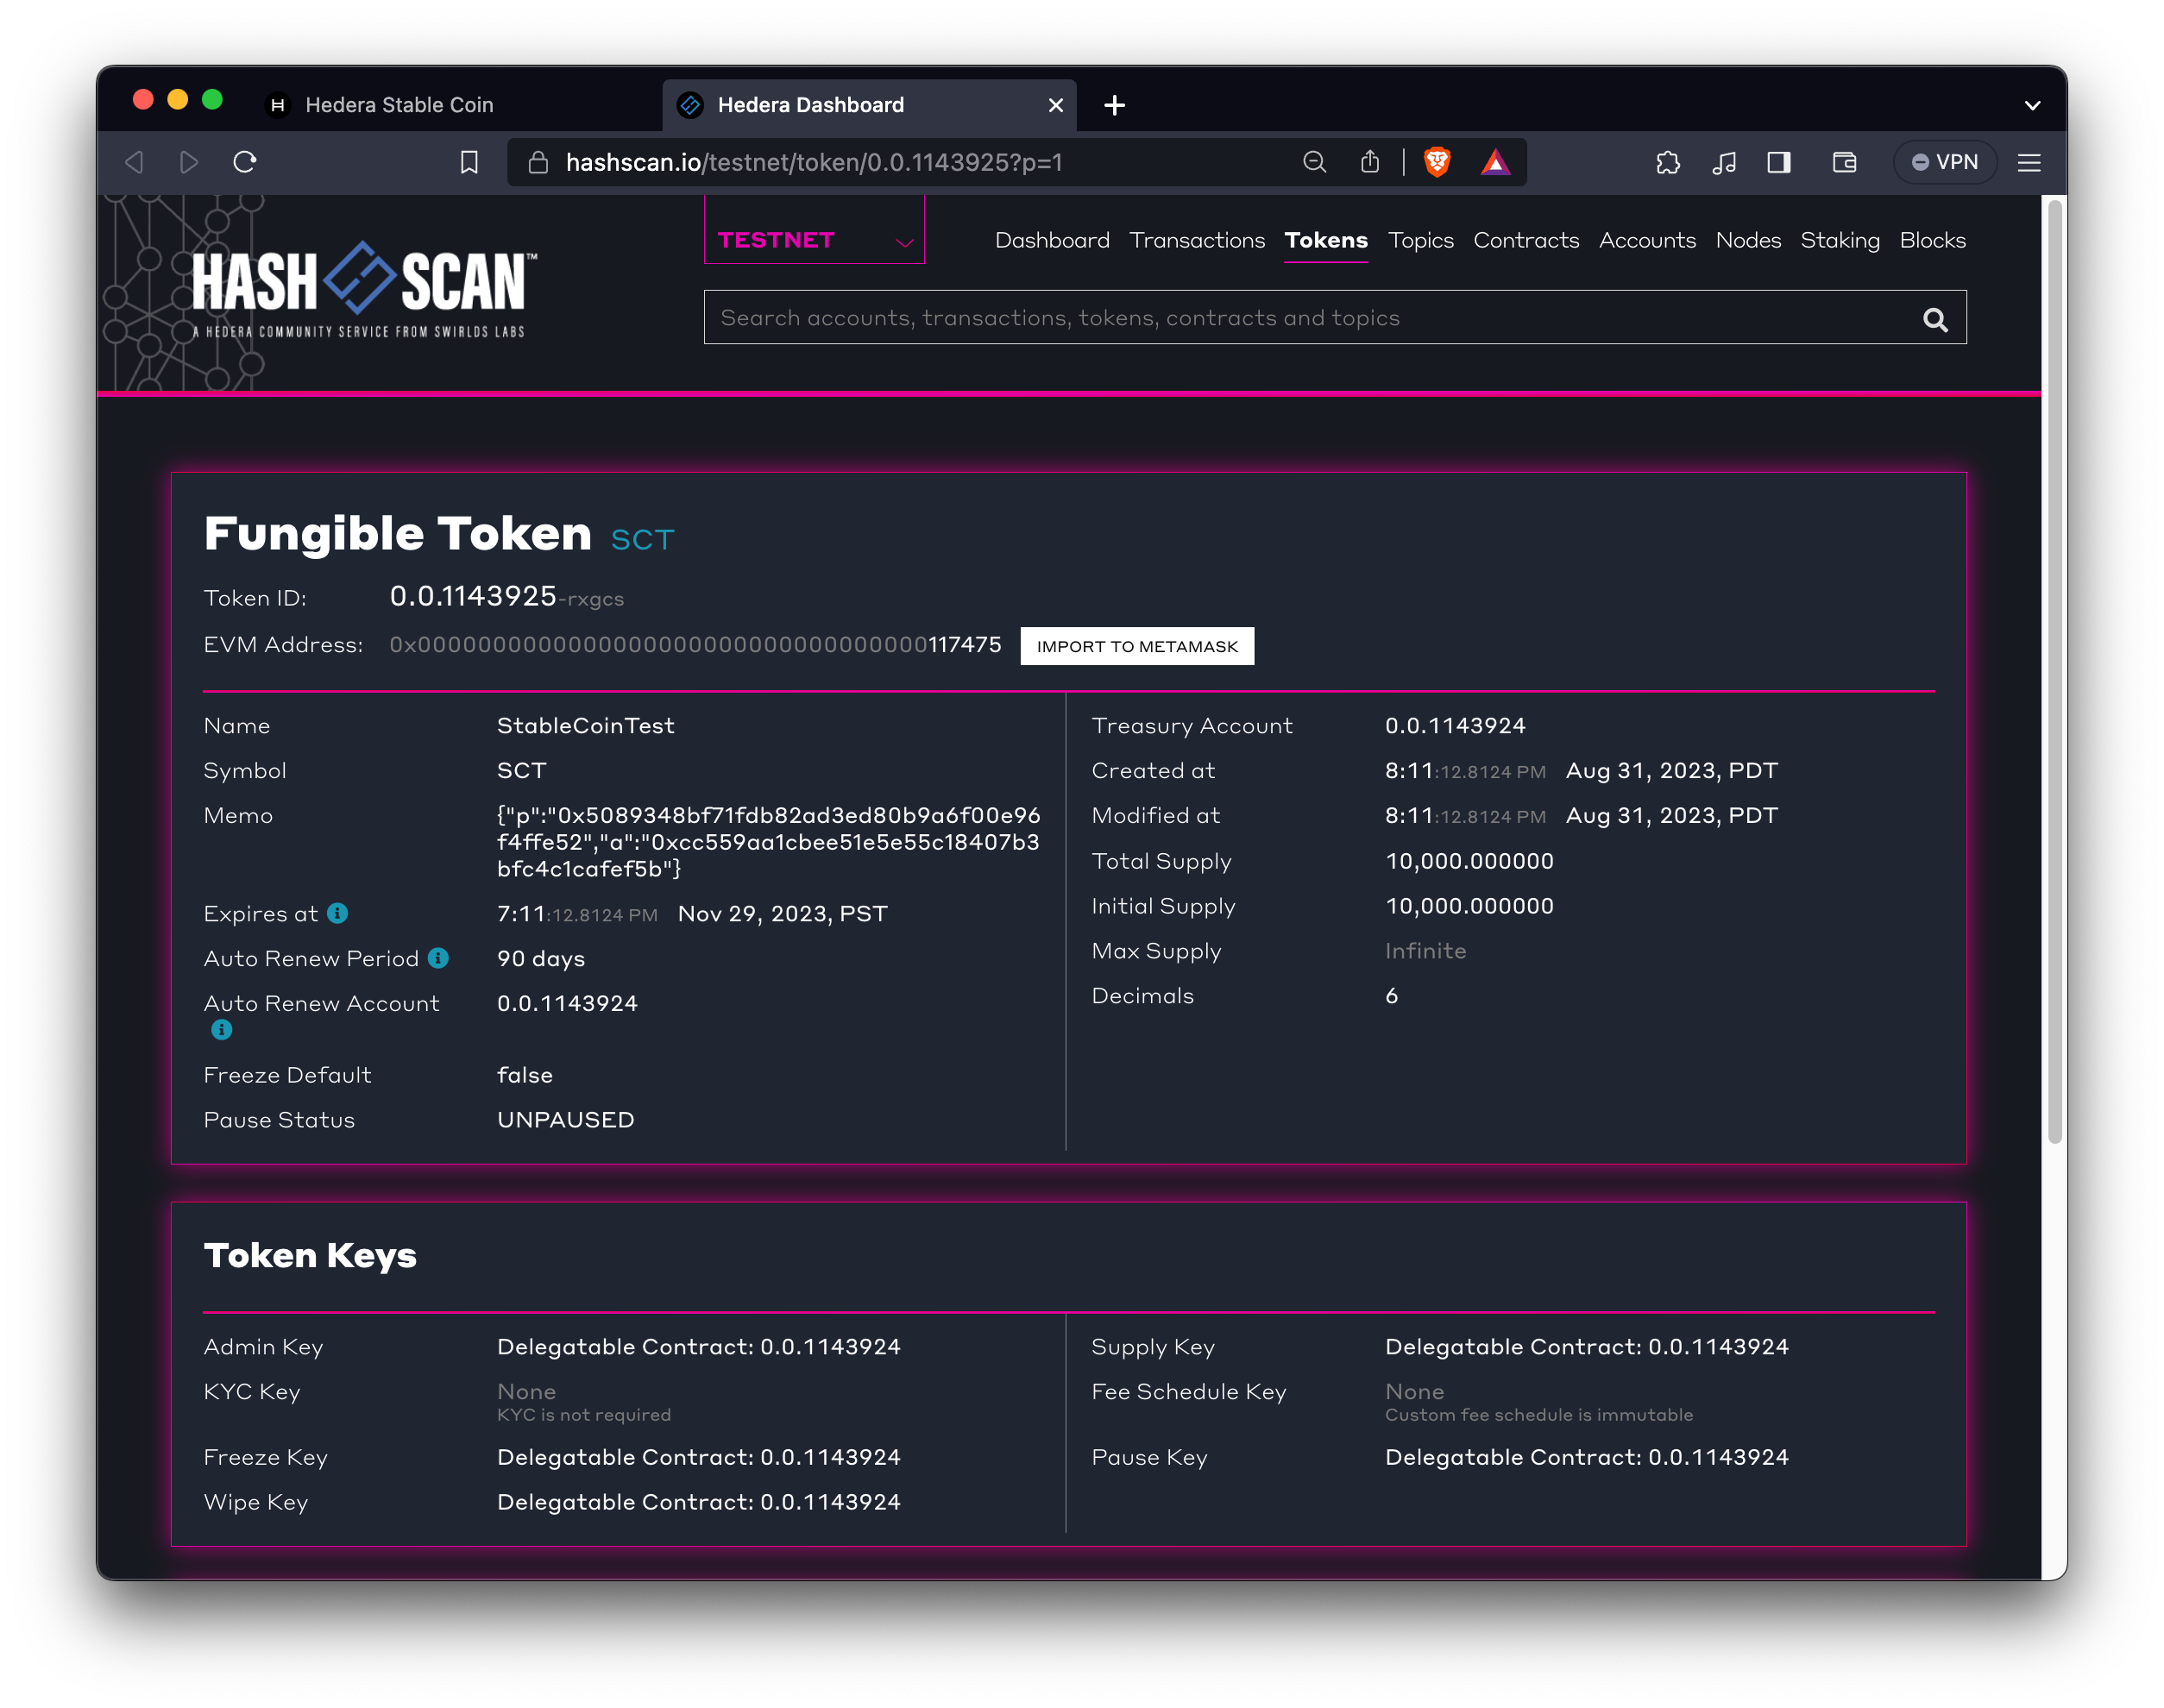 Hedera Stable Coin
Hedera Dashboard
hashscan.io/testnet/token/0.0.1143925?p=1
VPN
HASH SCAN™
A HEDERA COMMUNITY SERVICE FROM SWIRLDS LABS
TESTNET
Dashboard Transactions Tokens Topics Contracts Accounts Nodes Staking Blocks
Search accounts, transactions, tokens, contracts and topics
Fungible Token SCT
Token ID: 0.0.1143925-rxgcs
EVM Address: 0x0000000000000000000000000000000000117475 IMPORT TO METAMASK
Name StableCoinTest
Symbol SCT
Memo {"p":"0x5089348bf71fdb82ad3ed80b9a6f00e96
f4ffe52","a":"0xcc559aa1cbee51e5e55c18407b3
bfc4c1cafef5b"}
Expires at 7:11:12.8124 PM Nov 29, 2023, PST
Auto Renew Period 90 days
Auto Renew Account 0.0.1143924
Freeze Default false
Pause Status UNPAUSED
Treasury Account 0.0.1143924
Created at 8:11:12.8124 PM Aug 31, 2023, PDT
Modified at 8:11:12.8124 PM Aug 31, 2023, PDT
Total Supply 10,000.000000
Initial Supply 10,000.000000
Max Supply Infinite
Decimals 6
Token Keys
Admin Key Delegatable Contract: 0.0.1143924
KYC Key None
KYC is not required
Freeze Key Delegatable Contract: 0.0.1143924
Wipe Key Delegatable Contract: 0.0.1143924
Supply Key Delegatable Contract: 0.0.1143924
Fee Schedule Key None
Custom fee schedule is immutable
Pause Key Delegatable Contract: 0.0.1143924